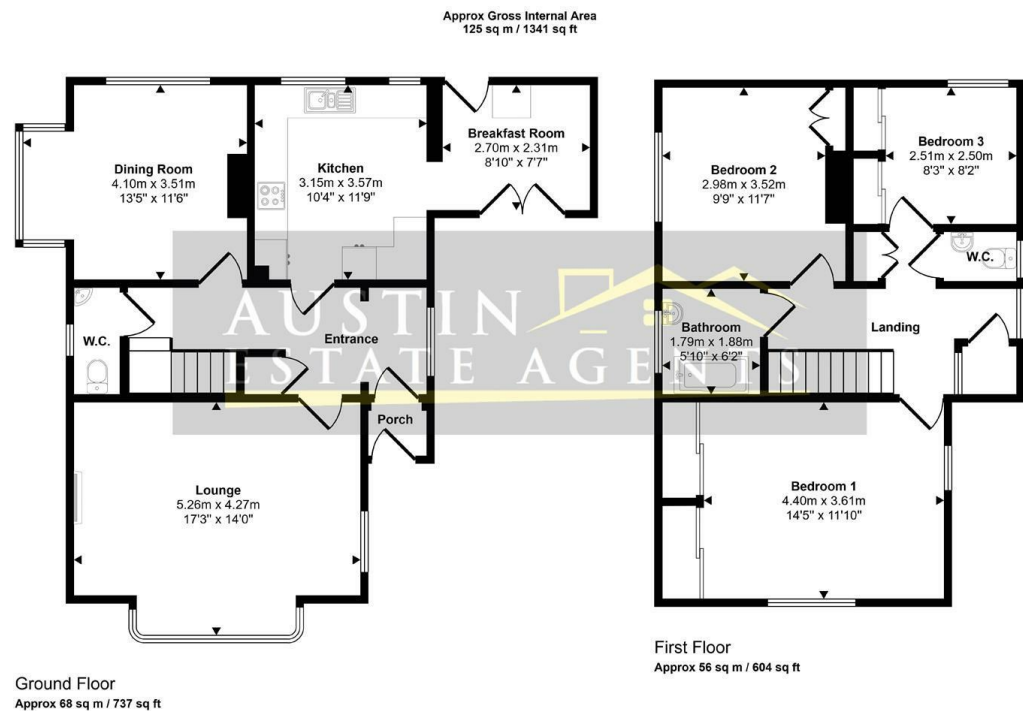 Approx Gross Internal Area
125 sq m / 1341 sq ft
Dining Room
4.10m x 3.51m
13'5" x 11'6"
Kitchen
3.15m x 3.57m
10'4" x 11'9"
Breakfast Room
2.70m x 2.31m
8'10" x 7'7"
W.C.
Entrance
Porch
Lounge
5.26m x 4.27m
17'3" x 14'0"
Ground Floor
Approx 68 sq m / 737 sq ft
Bedroom 2
2.98m x 3.52m
9'9" x 11'7"
Bedroom 3
2.51m x 2.50m
8'3" x 8'2"
W.C.
Bathroom
1.79m x 1.88m
5'10" x 6'2"
Landing
Bedroom 1
4.40m x 3.61m
14'5" x 11'10"
First Floor
Approx 56 sq m / 604 sq ft
AUSTIN
ESTATE AGENTS